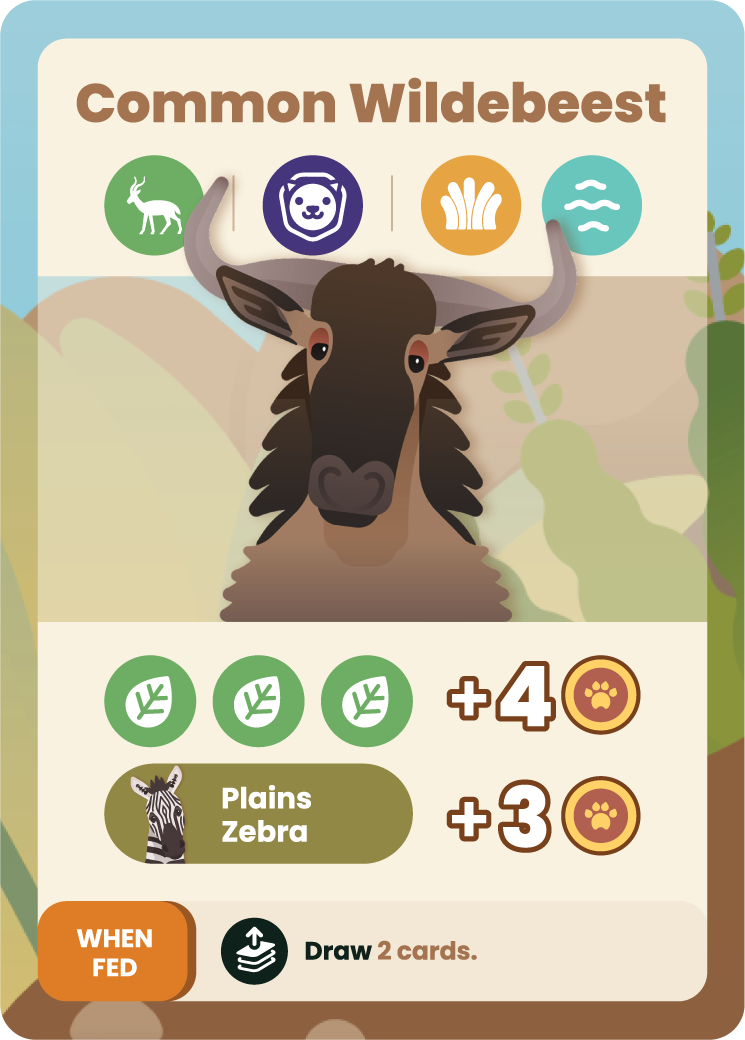 Common Wildebeest
+4
Plains
Zebra
+3
WHEN
FED
Draw 2 cards.